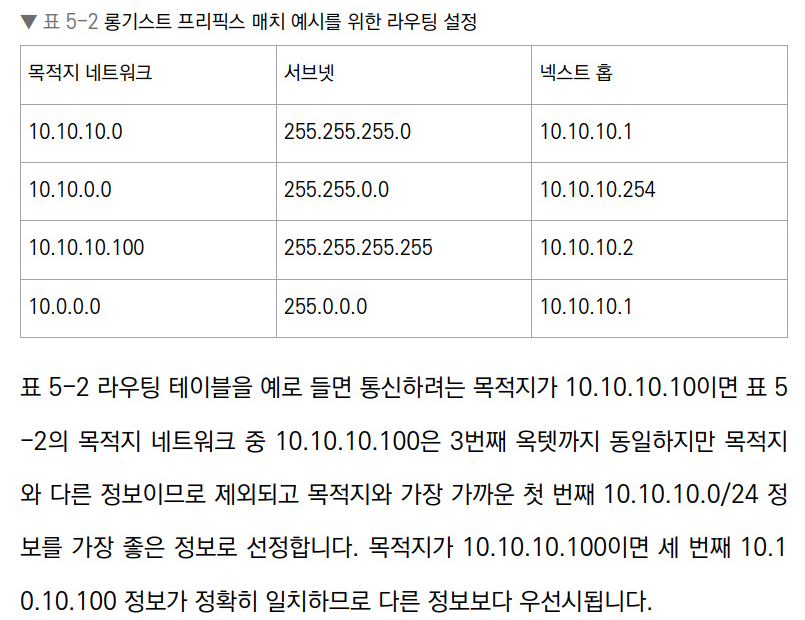 ▼ 표 5-2 롱기스트 프리픽스 매치 예시를 위한 라우팅 설정
목적지 네트워크 서브넷 넥스트 홉
10.10.10.0 255.255.255.0 10.10.10.1
10.10.0.0 255.255.0.0 10.10.10.254
10.10.10.100 255.255.255.255 10.10.10.2
10.0.0.0 255.0.0.0 10.10.10.1
표 5-2 라우팅 테이블을 예로 들면 통신하려는 목적지가 10.10.10.10이면 표 5
-2의 목적지 네트워크 중 10.10.10.100은 3번째 옥텟까지 동일하지만 목적지
와 다른 정보이므로 제외되고 목적지와 가장 가까운 첫 번째 10.10.10.0/24 정
보를 가장 좋은 정보로 선정합니다. 목적지가 10.10.10.100이면 세 번째 10.1
0.10.100 정보가 정확히 일치하므로 다른 정보보다 우선시됩니다.